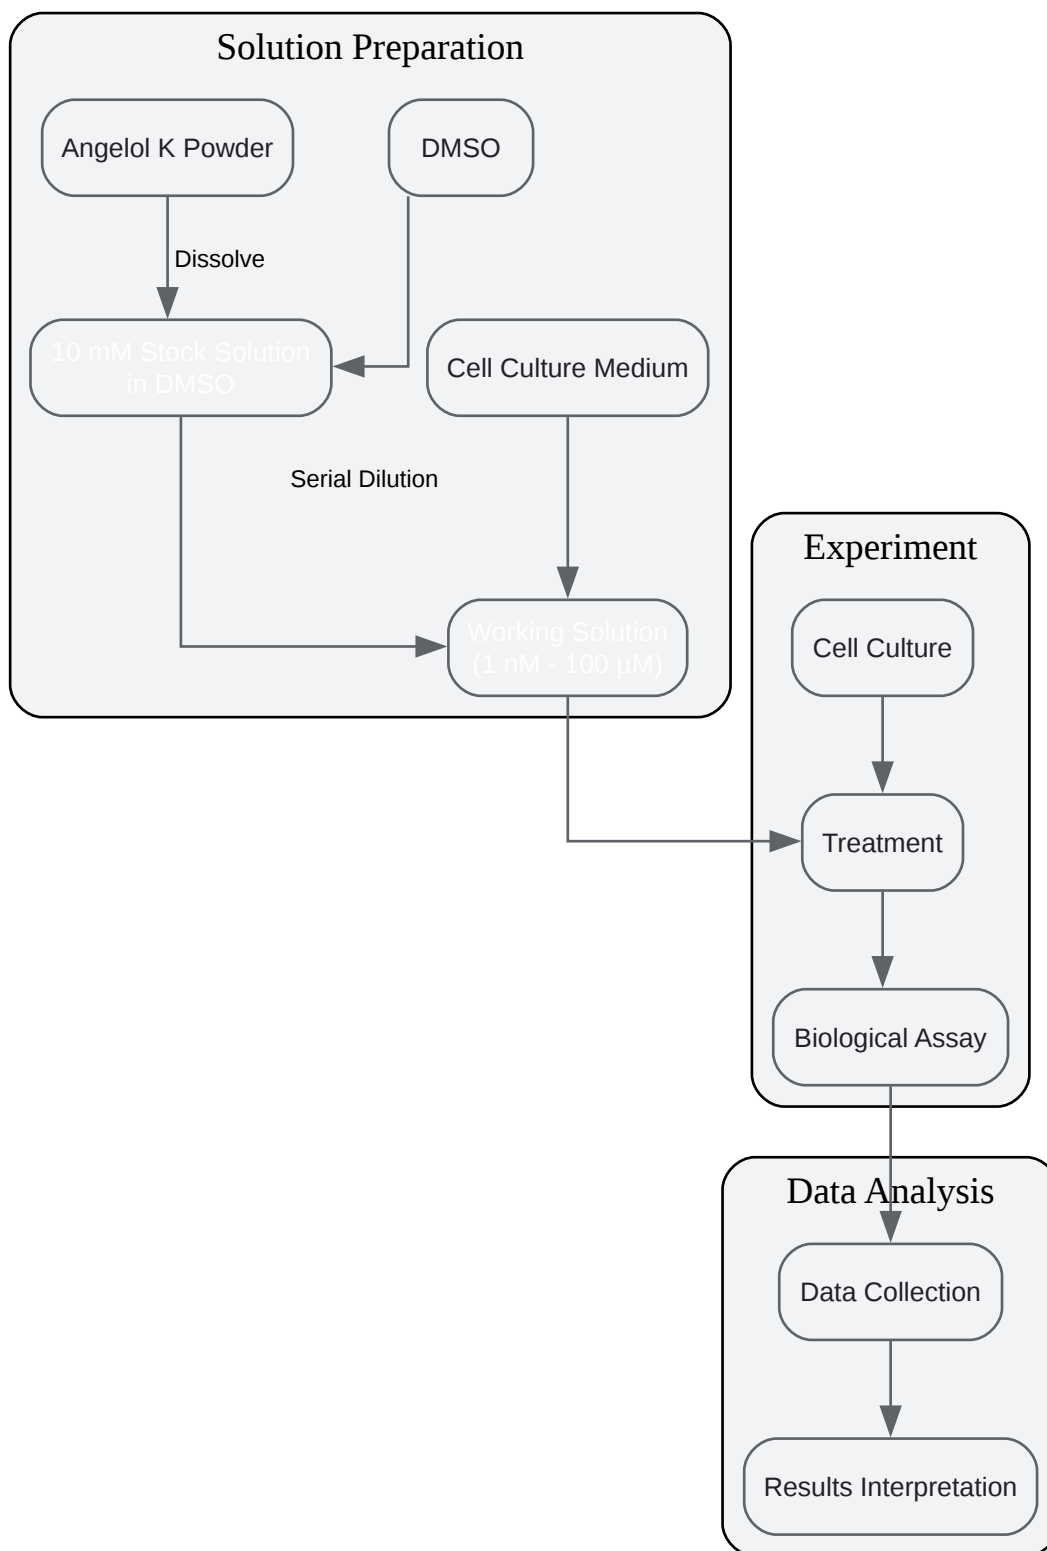 Solution Preparation
Angelol K Powder
DMSO
Dissolve
10 mM Stock Solution
in DMSO
Cell Culture Medium
Serial Dilution
Working Solution
(1 nM - 100 µM)
Experiment
Cell Culture
Treatment
Biological Assay
Data Analysis
Data Collection
Results Interpretation